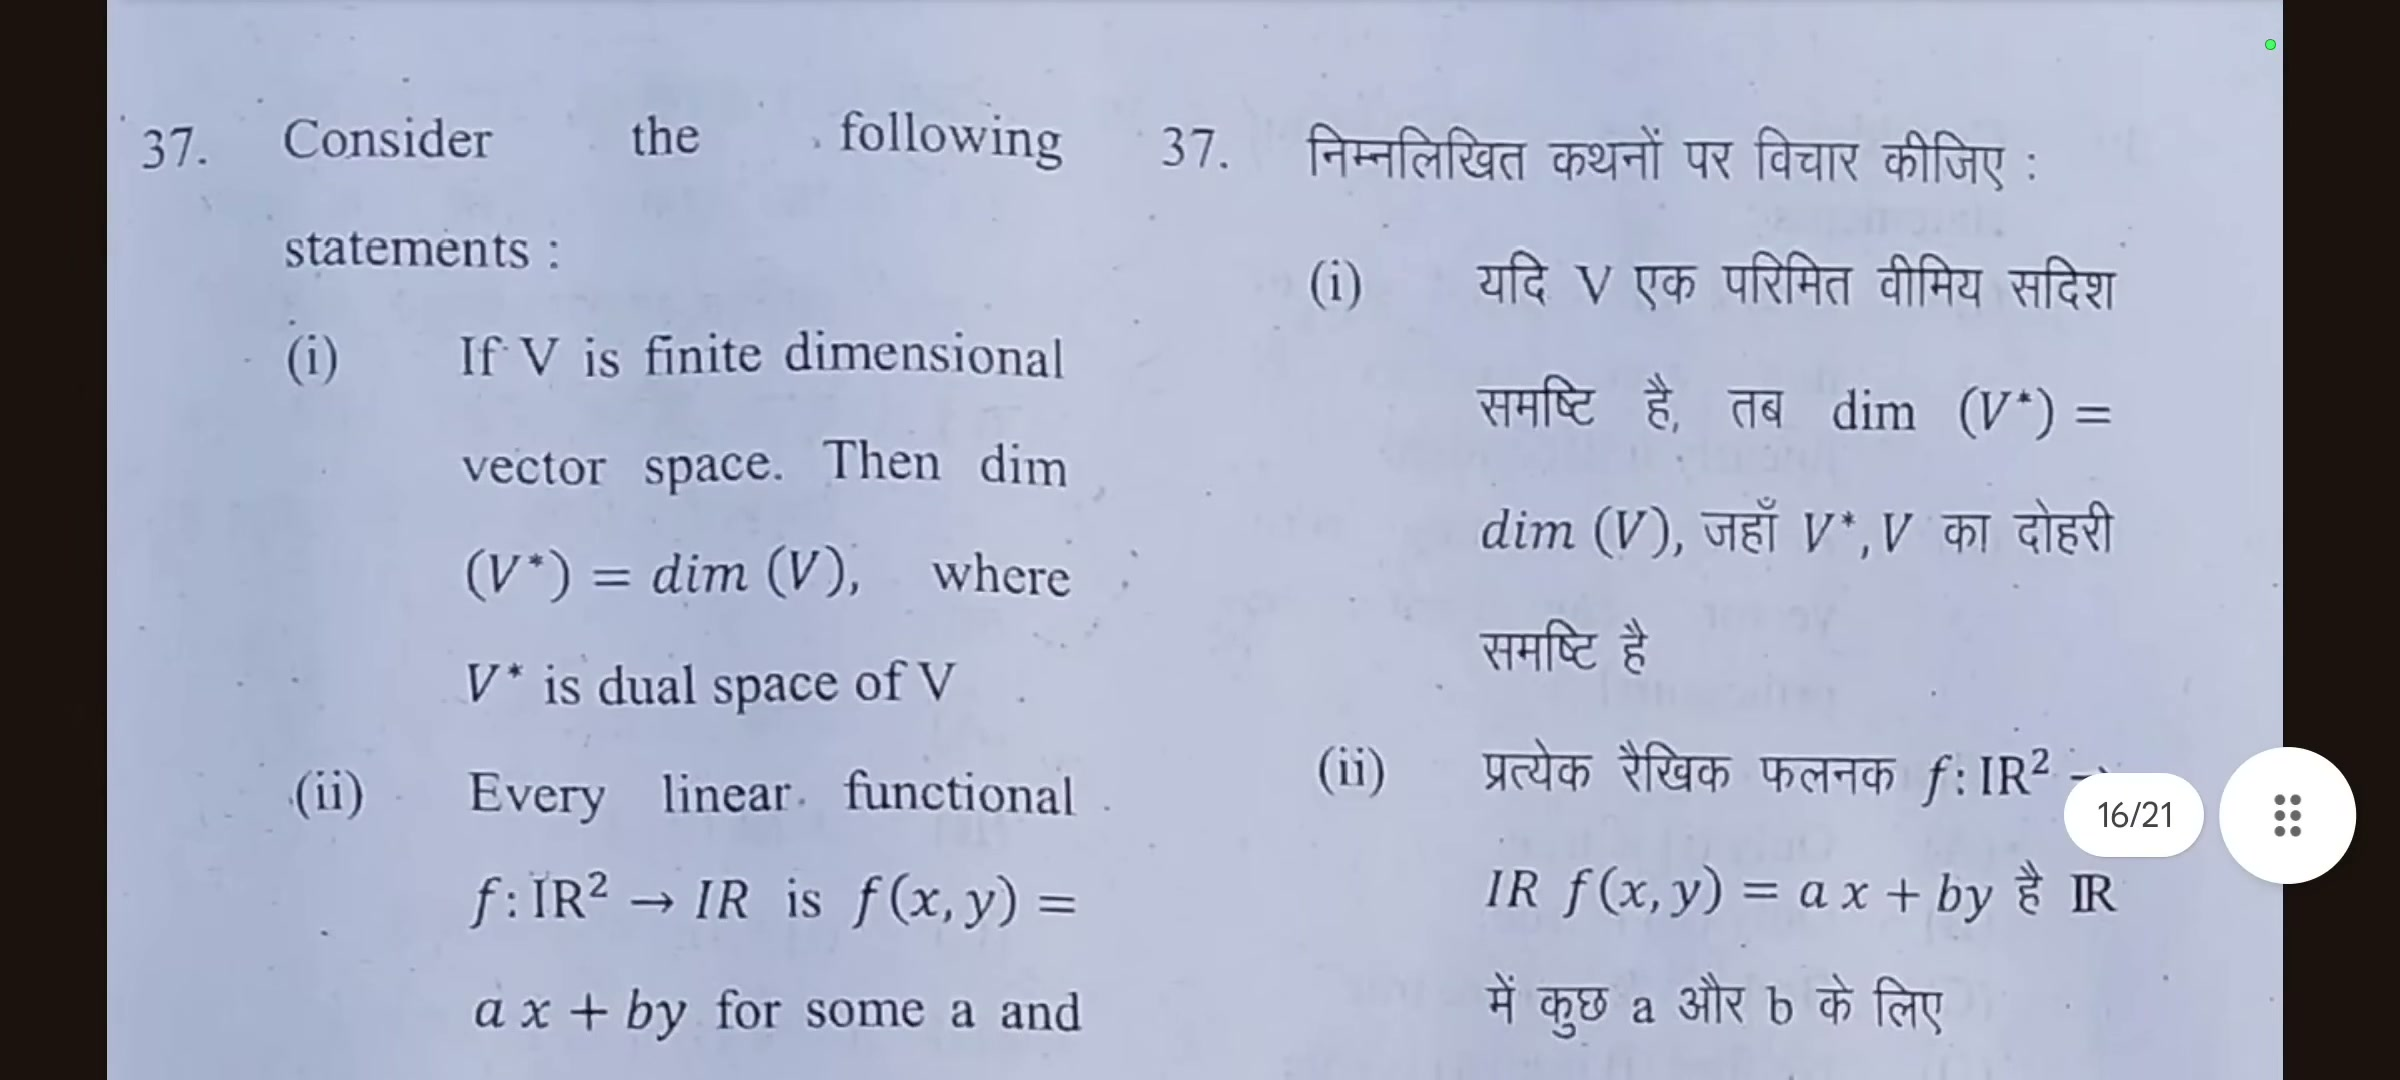 37. Consider the following
statements :
(i) If V is finite dimensional
vector space. Then dim
(V*) = dim (V), where
V* is dual space of V
(ii) Every linear functional
f: IR² → IR is f(x, y) =
a x + by for some a and
37. निम्नलिखित कथनों पर विचार कीजिए :
(i) यदि V एक परिमित वीमिय सदिश
समष्टि है, तब dim (V*) =
dim (V), जहाँ V*, V का दोहरी
समष्टि है
(ii) प्रत्येक रैखिक फलनक f: IR² →
IR f(x, y) = a x + by है IR
में कुछ a और b के लिए
16/21